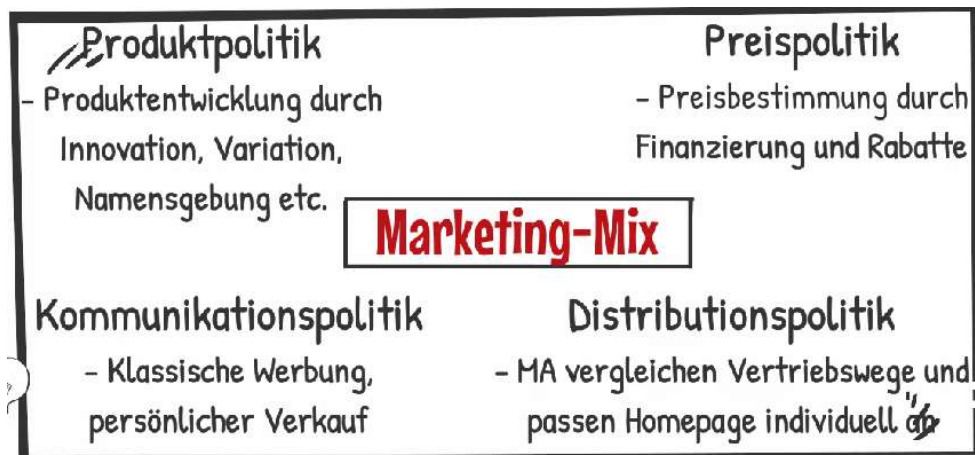 Produktpolitik
- Produktentwicklung durch
Innovation, Variation,
Namensgebung etc.
Preispolitik
- Preisbestimmung durch
Finanzierung und Rabatte
Marketing-Mix
Kommunikationspolitik
- Klassische Werbung,
persönlicher Verkauf
Distributionspolitik
- MA vergleichen Vertriebswege und
passen Homepage individuell an